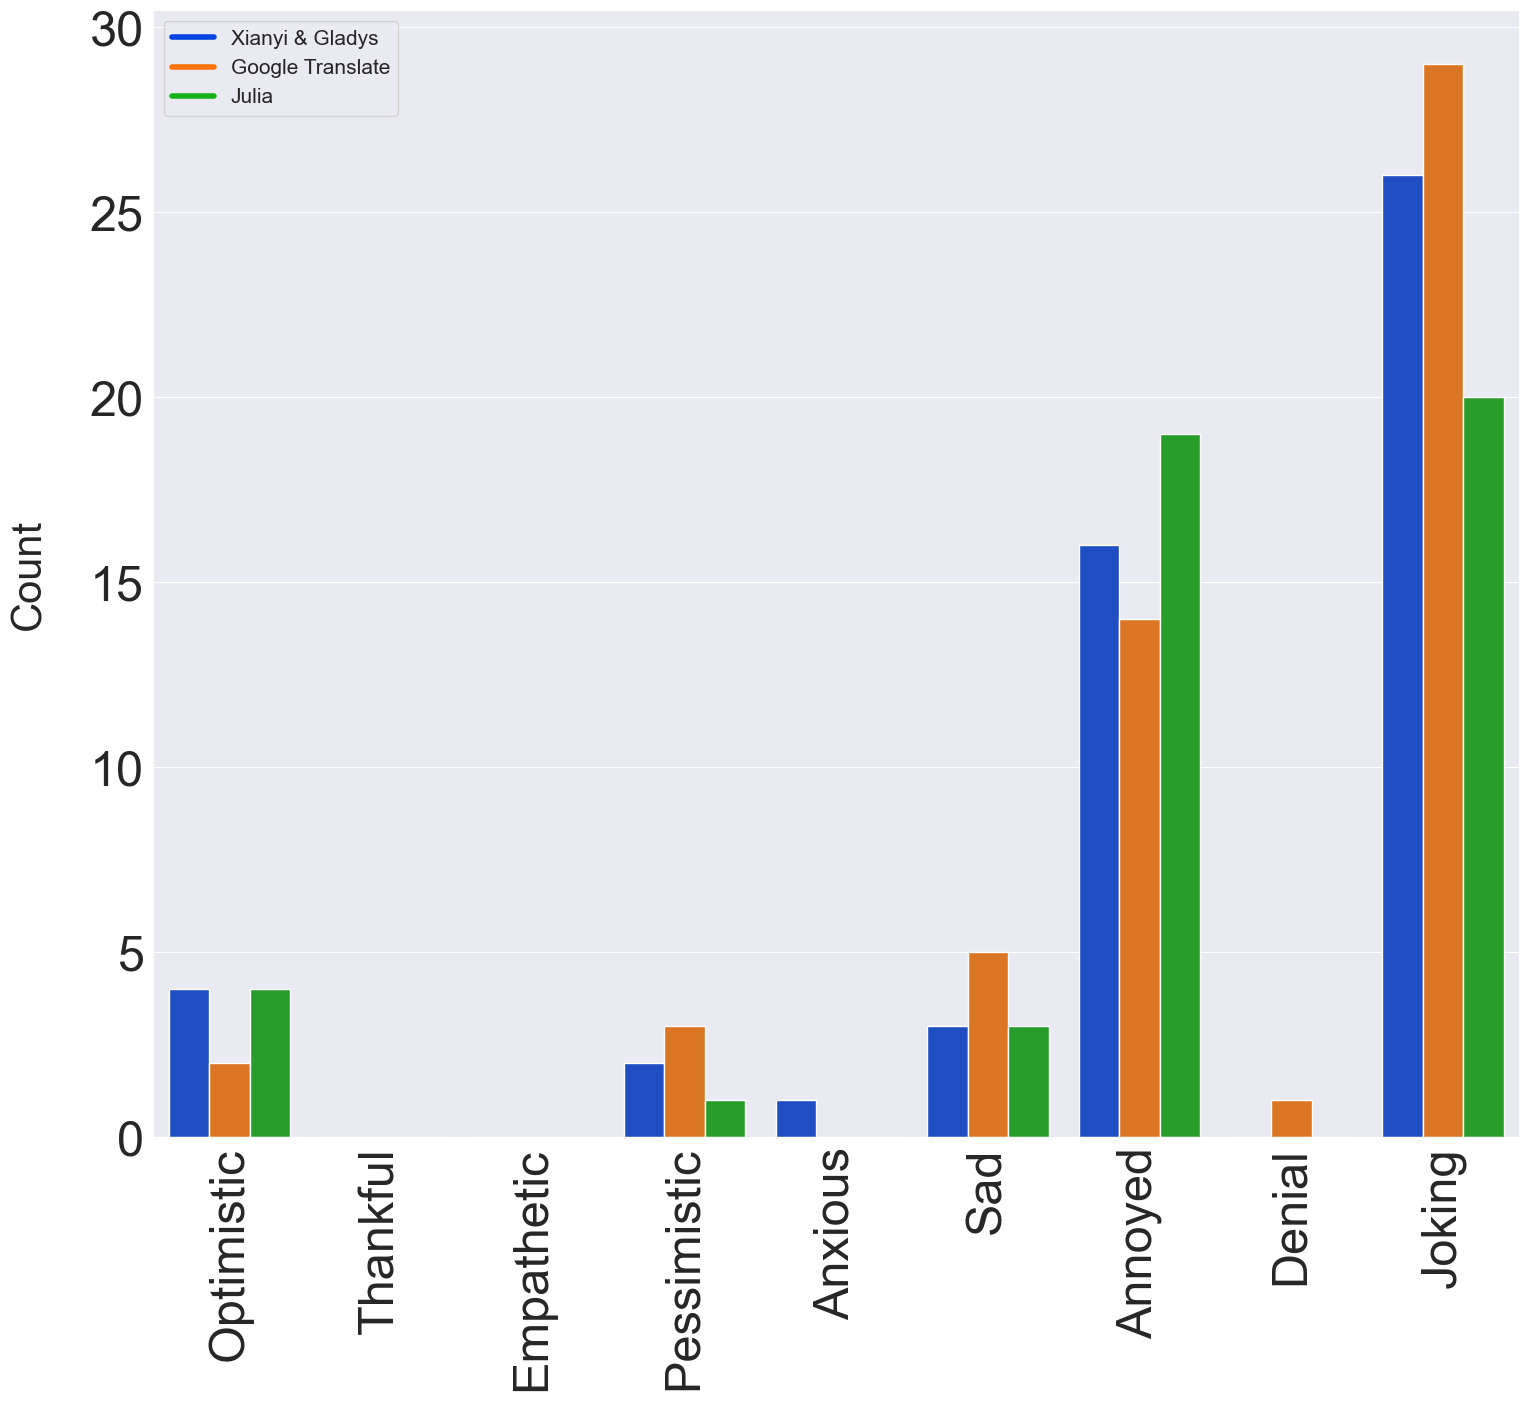 Xianyi & Gladys
Google Translate
Julia
30
25
20
15
10
5
0
Count
Optimistic
Thankful
Empathetic
Pessimistic
Anxious
Sad
Annoyed
Denial
Joking